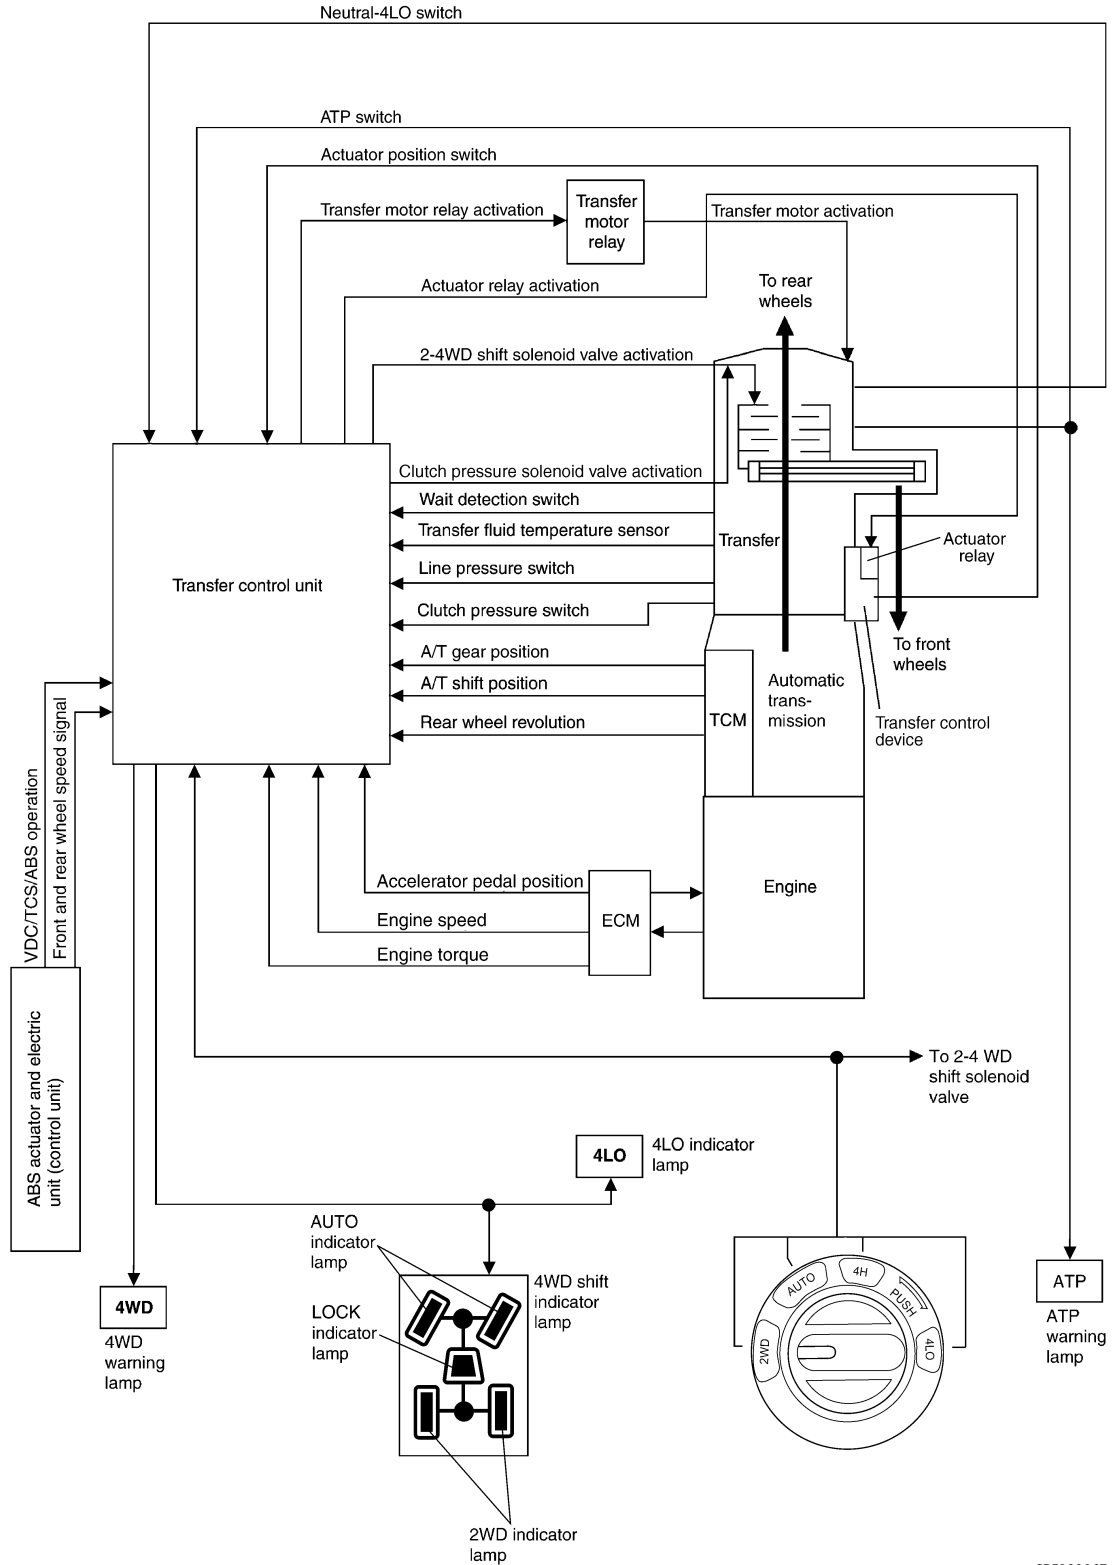 Neutral-4LO switch
ATP switch
Actuator position switch
Transfer motor relay activation
Transfer
motor
relay
Transfer motor activation
Actuator relay activation
To rear
wheels
2-4WD shift solenoid valve activation
Clutch pressure solenoid valve activation
Wait detection switch
Transfer fluid temperature sensor
Line pressure switch
Clutch pressure switch
A/T gear position
A/T shift position
Rear wheel revolution
Transfer control unit
Transfer
Actuator
relay
To front
wheels
Automatic
trans-
mission
TCM
Transfer control
device
VDC/TCS/ABS operation
Front and rear wheel speed signal
Accelerator pedal position
Engine speed
Engine torque
ECM
Engine
ABS actuator and electric
unit (control unit)
To 2-4 WD
shift solenoid
valve
4LO
4LO indicator
lamp
AUTO
indicator
lamp
LOCK
indicator
lamp
4WD shift
indicator
lamp
2WD indicator
lamp
4WD
4WD
warning
lamp
2WD
AUTO
4H
PUSH
4LO
ATP
ATP
warning
lamp